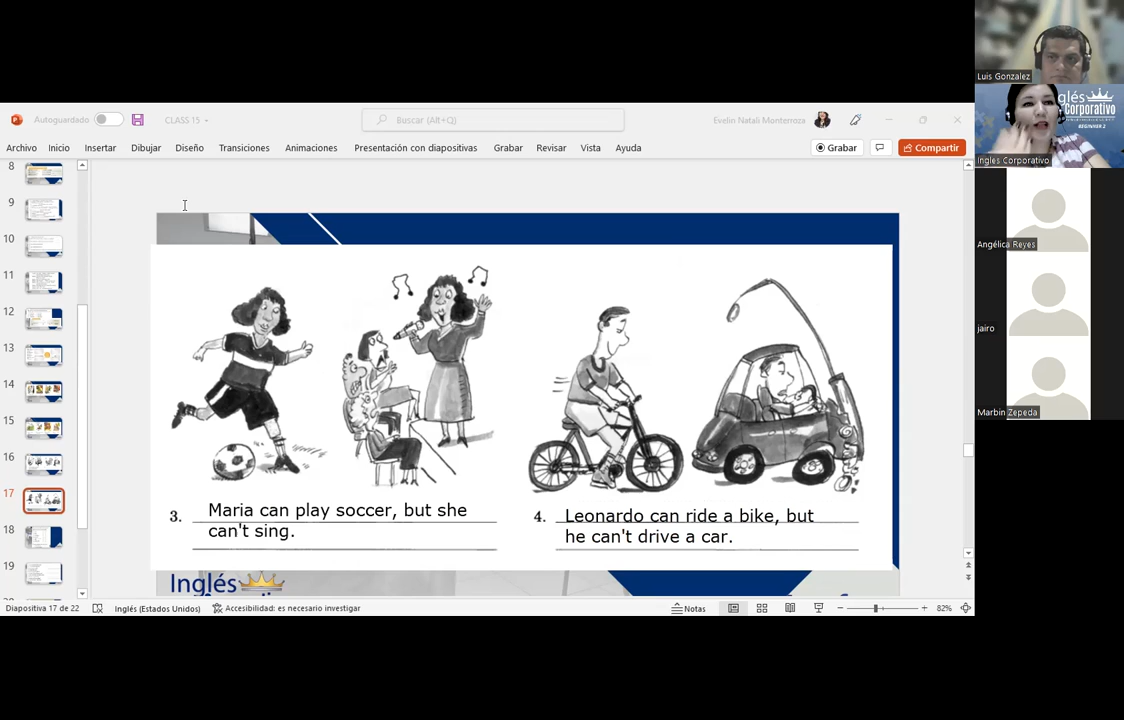 Luis Gonzalez
glés
Corporativo
BEGINNER 2
Ingles Corporativo
Angélica Reyes
jairo
Marbin Zepeda
Autoguardado
CLASS 15
Buscar (Alt+Q)
Evelin Natali Monterroza
Archivo Inicio Insertar Dibujar Diseño Transiciones Animaciones Presentación con diapositivas Grabar Revisar Vista Ayuda
Grabar
Compartir
8
9
10
11
12
13
14
15
16
17
18
19
3. Maria can play soccer, but she
can't sing.
4. Leonardo can ride a bike, but
he can't drive a car.
Inglés
Diapositiva 17 de 22 Inglés (Estados Unidos) Accesibilidad: es necesario investigar Notas 82%